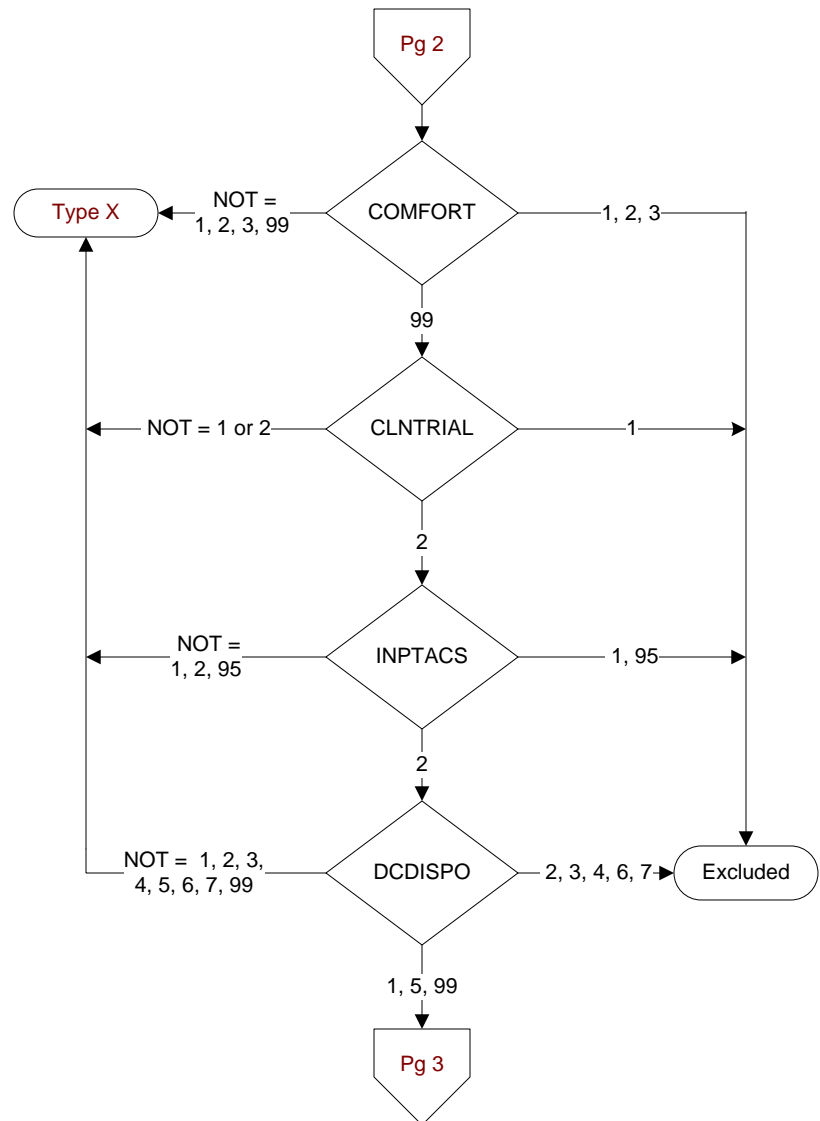 Pg 2
Type X
NOT =
1, 2, 3, 99
COMFORT
1, 2, 3
99
NOT = 1 or 2
CLNTRIAL
1
2
NOT =
1, 2, 95
INPTACS
1, 95
2
NOT = 1, 2, 3,
4, 5, 6, 7, 99
DCDISPO
2, 3, 4, 6, 7
Excluded
1, 5, 99
Pg 3